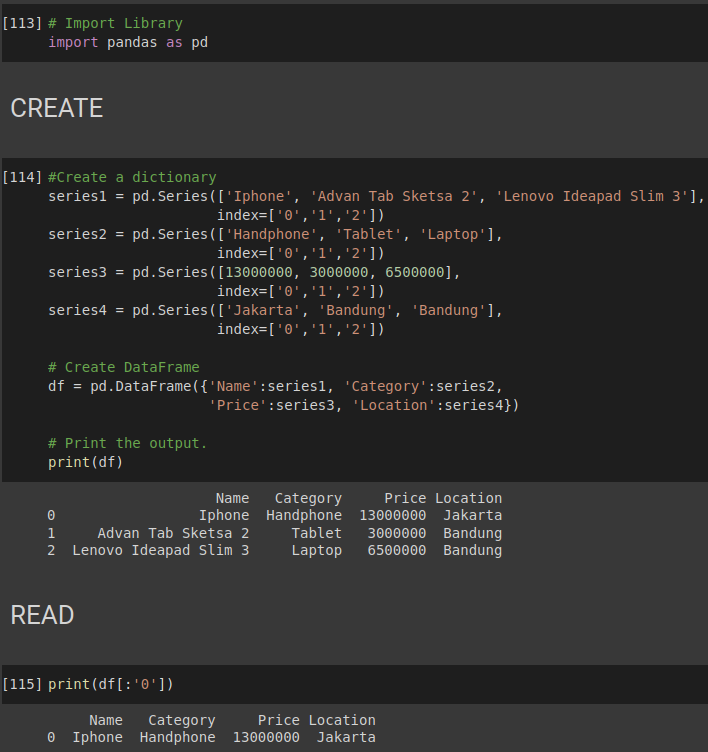 [113] # Import Library
import pandas as pd
CREATE
[114] #Create a dictionary
series1 = pd.Series(['Iphone', 'Advan Tab Sketsa 2', 'Lenovo Ideapad Slim 3'],
                    index=['0','1','2'])
series2 = pd.Series(['Handphone', 'Tablet', 'Laptop'],
                    index=['0','1','2'])
series3 = pd.Series([13000000, 3000000, 6500000],
                    index=['0','1','2'])
series4 = pd.Series(['Jakarta', 'Bandung', 'Bandung'],
                    index=['0','1','2'])
# Create DataFrame
df = pd.DataFrame({'Name':series1, 'Category':series2,
                   'Price':series3, 'Location':series4})
# Print the output.
print(df)
                    Name   Category     Price Location
0                 Iphone  Handphone  13000000  Jakarta
1     Advan Tab Sketsa 2     Tablet   3000000  Bandung
2  Lenovo Ideapad Slim 3     Laptop   6500000  Bandung
READ
[115] print(df[:'0'])
     Name   Category     Price Location
0  Iphone  Handphone  13000000  Jakarta